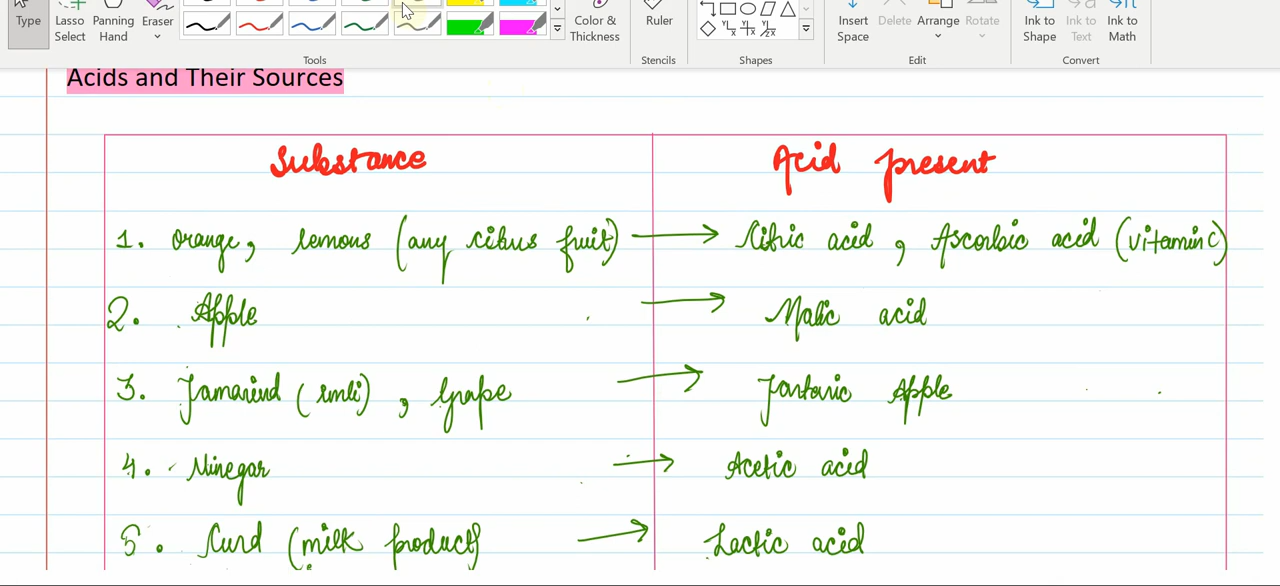 Type Lasso Select Panning Hand Eraser Color & Thickness Ruler Insert Space Delete Arrange Rotate Ink to Shape Ink to Text Ink to Math
Tools Stencils Shapes Edit Convert
Acids and Their Sources
Substance Acid present
1. Orange, lemons (any citrus fruit) → Citric acid, Ascorbic acid (vitamin C)
2. Apple → Malic acid
3. Tamarind (imli), Grape → Tartaric Apple
4. Vinegar → Acetic acid
5. Curd (milk product) → Lactic acid